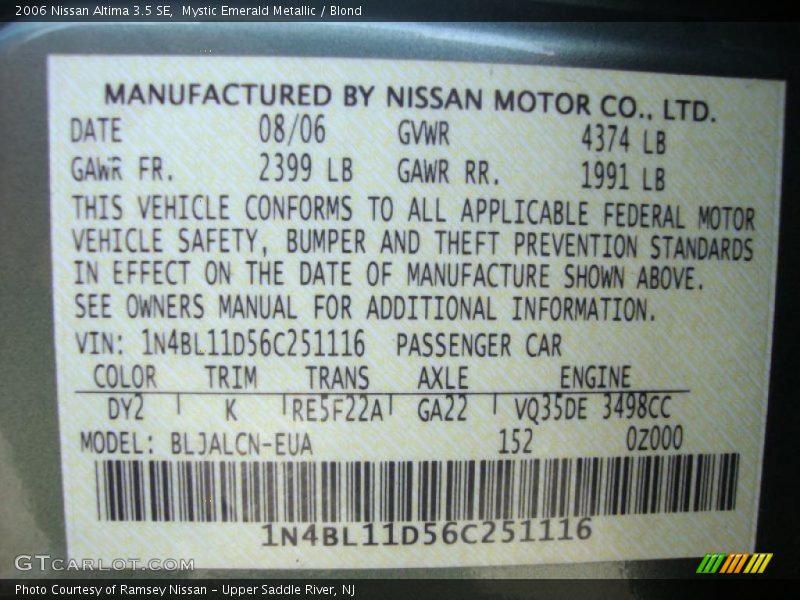 2006 Nissan Altima 3.5 SE,  Mystic Emerald Metallic / Blond
MANUFACTURED BY NISSAN MOTOR CO., LTD.
DATE 08/06 GVWR 4374 LB
GAWR FR. 2399 LB GAWR RR. 1991 LB
THIS VEHICLE CONFORMS TO ALL APPLICABLE FEDERAL MOTOR
VEHICLE SAFETY, BUMPER AND THEFT PREVENTION STANDARDS
IN EFFECT ON THE DATE OF MANUFACTURE SHOWN ABOVE.
SEE OWNERS MANUAL FOR ADDITIONAL INFORMATION.
VIN: 1N4BL11D56C251116 PASSENGER CAR
COLOR TRIM TRANS AXLE ENGINE
DY2 K RE5F22A GA22 VQ35DE 3498CC
MODEL: BLJALCN-EUA 152 0Z000
1N4BL11D56C251116
GTCARLOT.COM
Photo Courtesy of Ramsey Nissan – Upper Saddle River, NJ